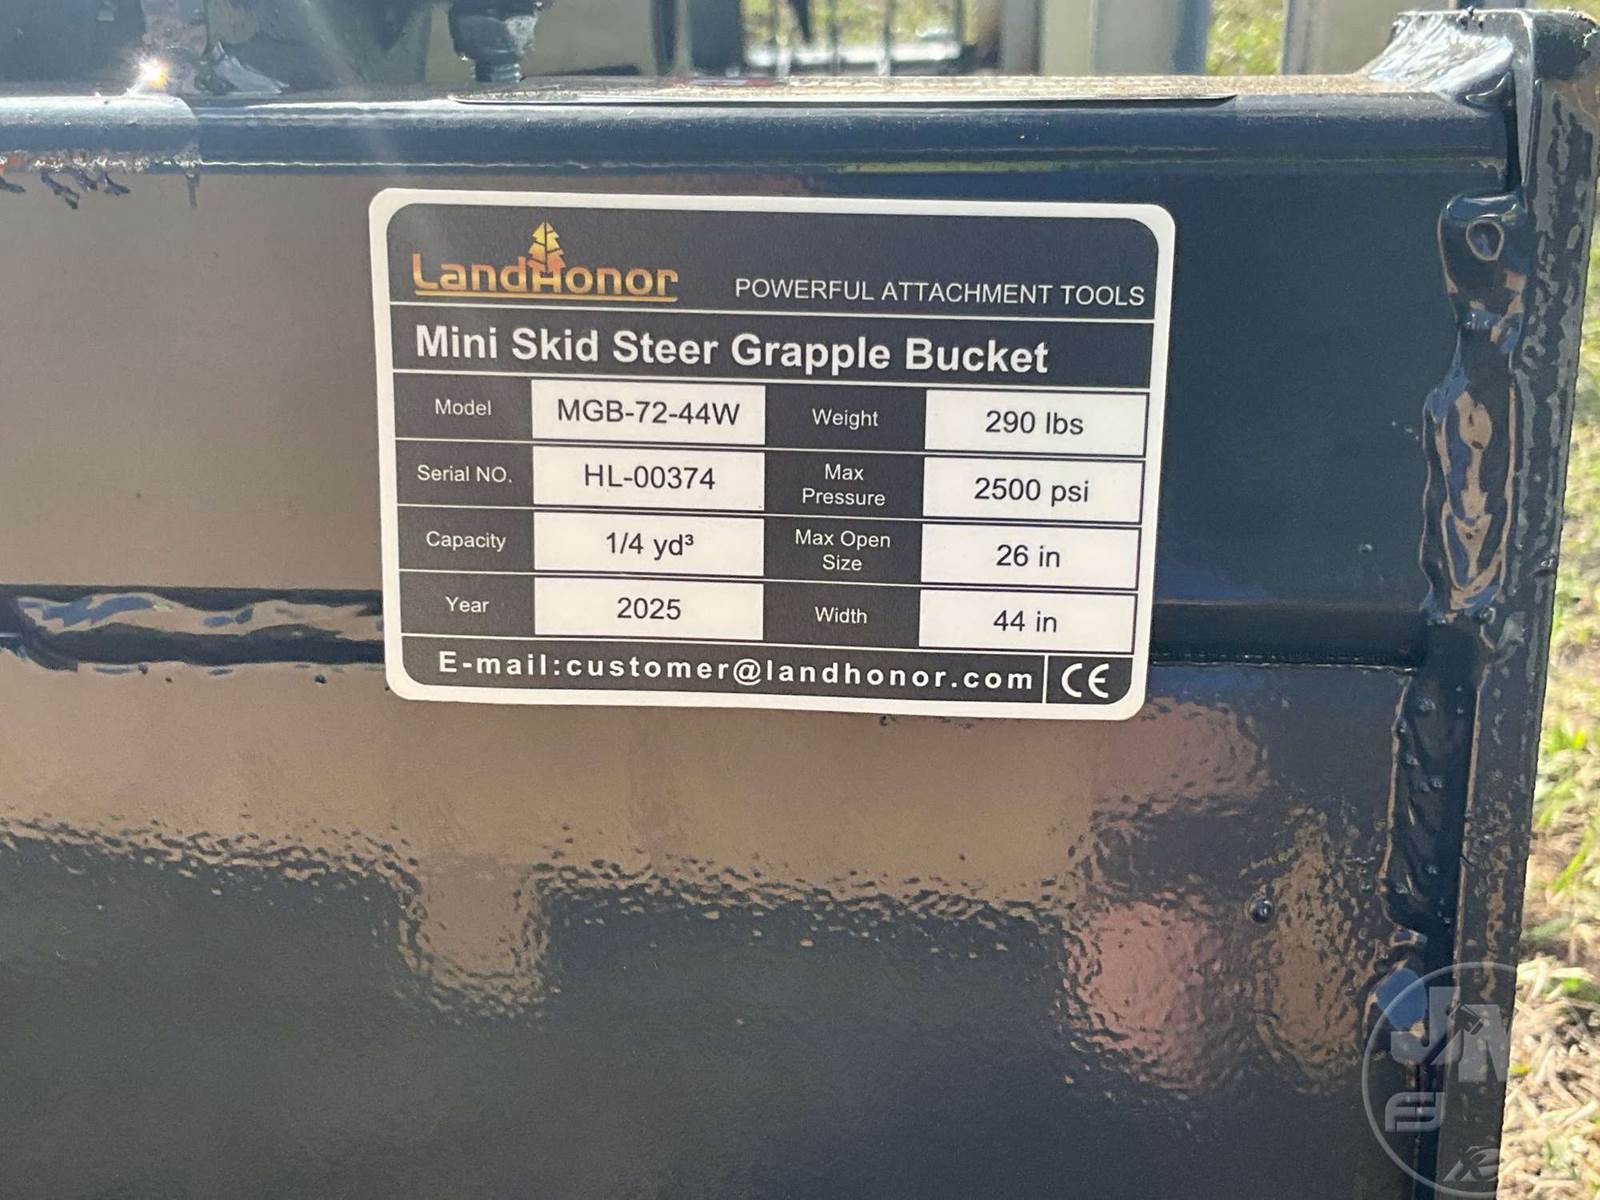 LandHonor POWERFUL ATTACHMENT TOOLS
Mini Skid Steer Grapple Bucket
Model MGB-72-44W Weight 290 lbs
Serial NO. HL-00374 Max Pressure 2500 psi
Capacity 1/4 yd³ Max Open Size 26 in
Year 2025 Width 44 in
E-mail:customer@landhonor.com CE
JM